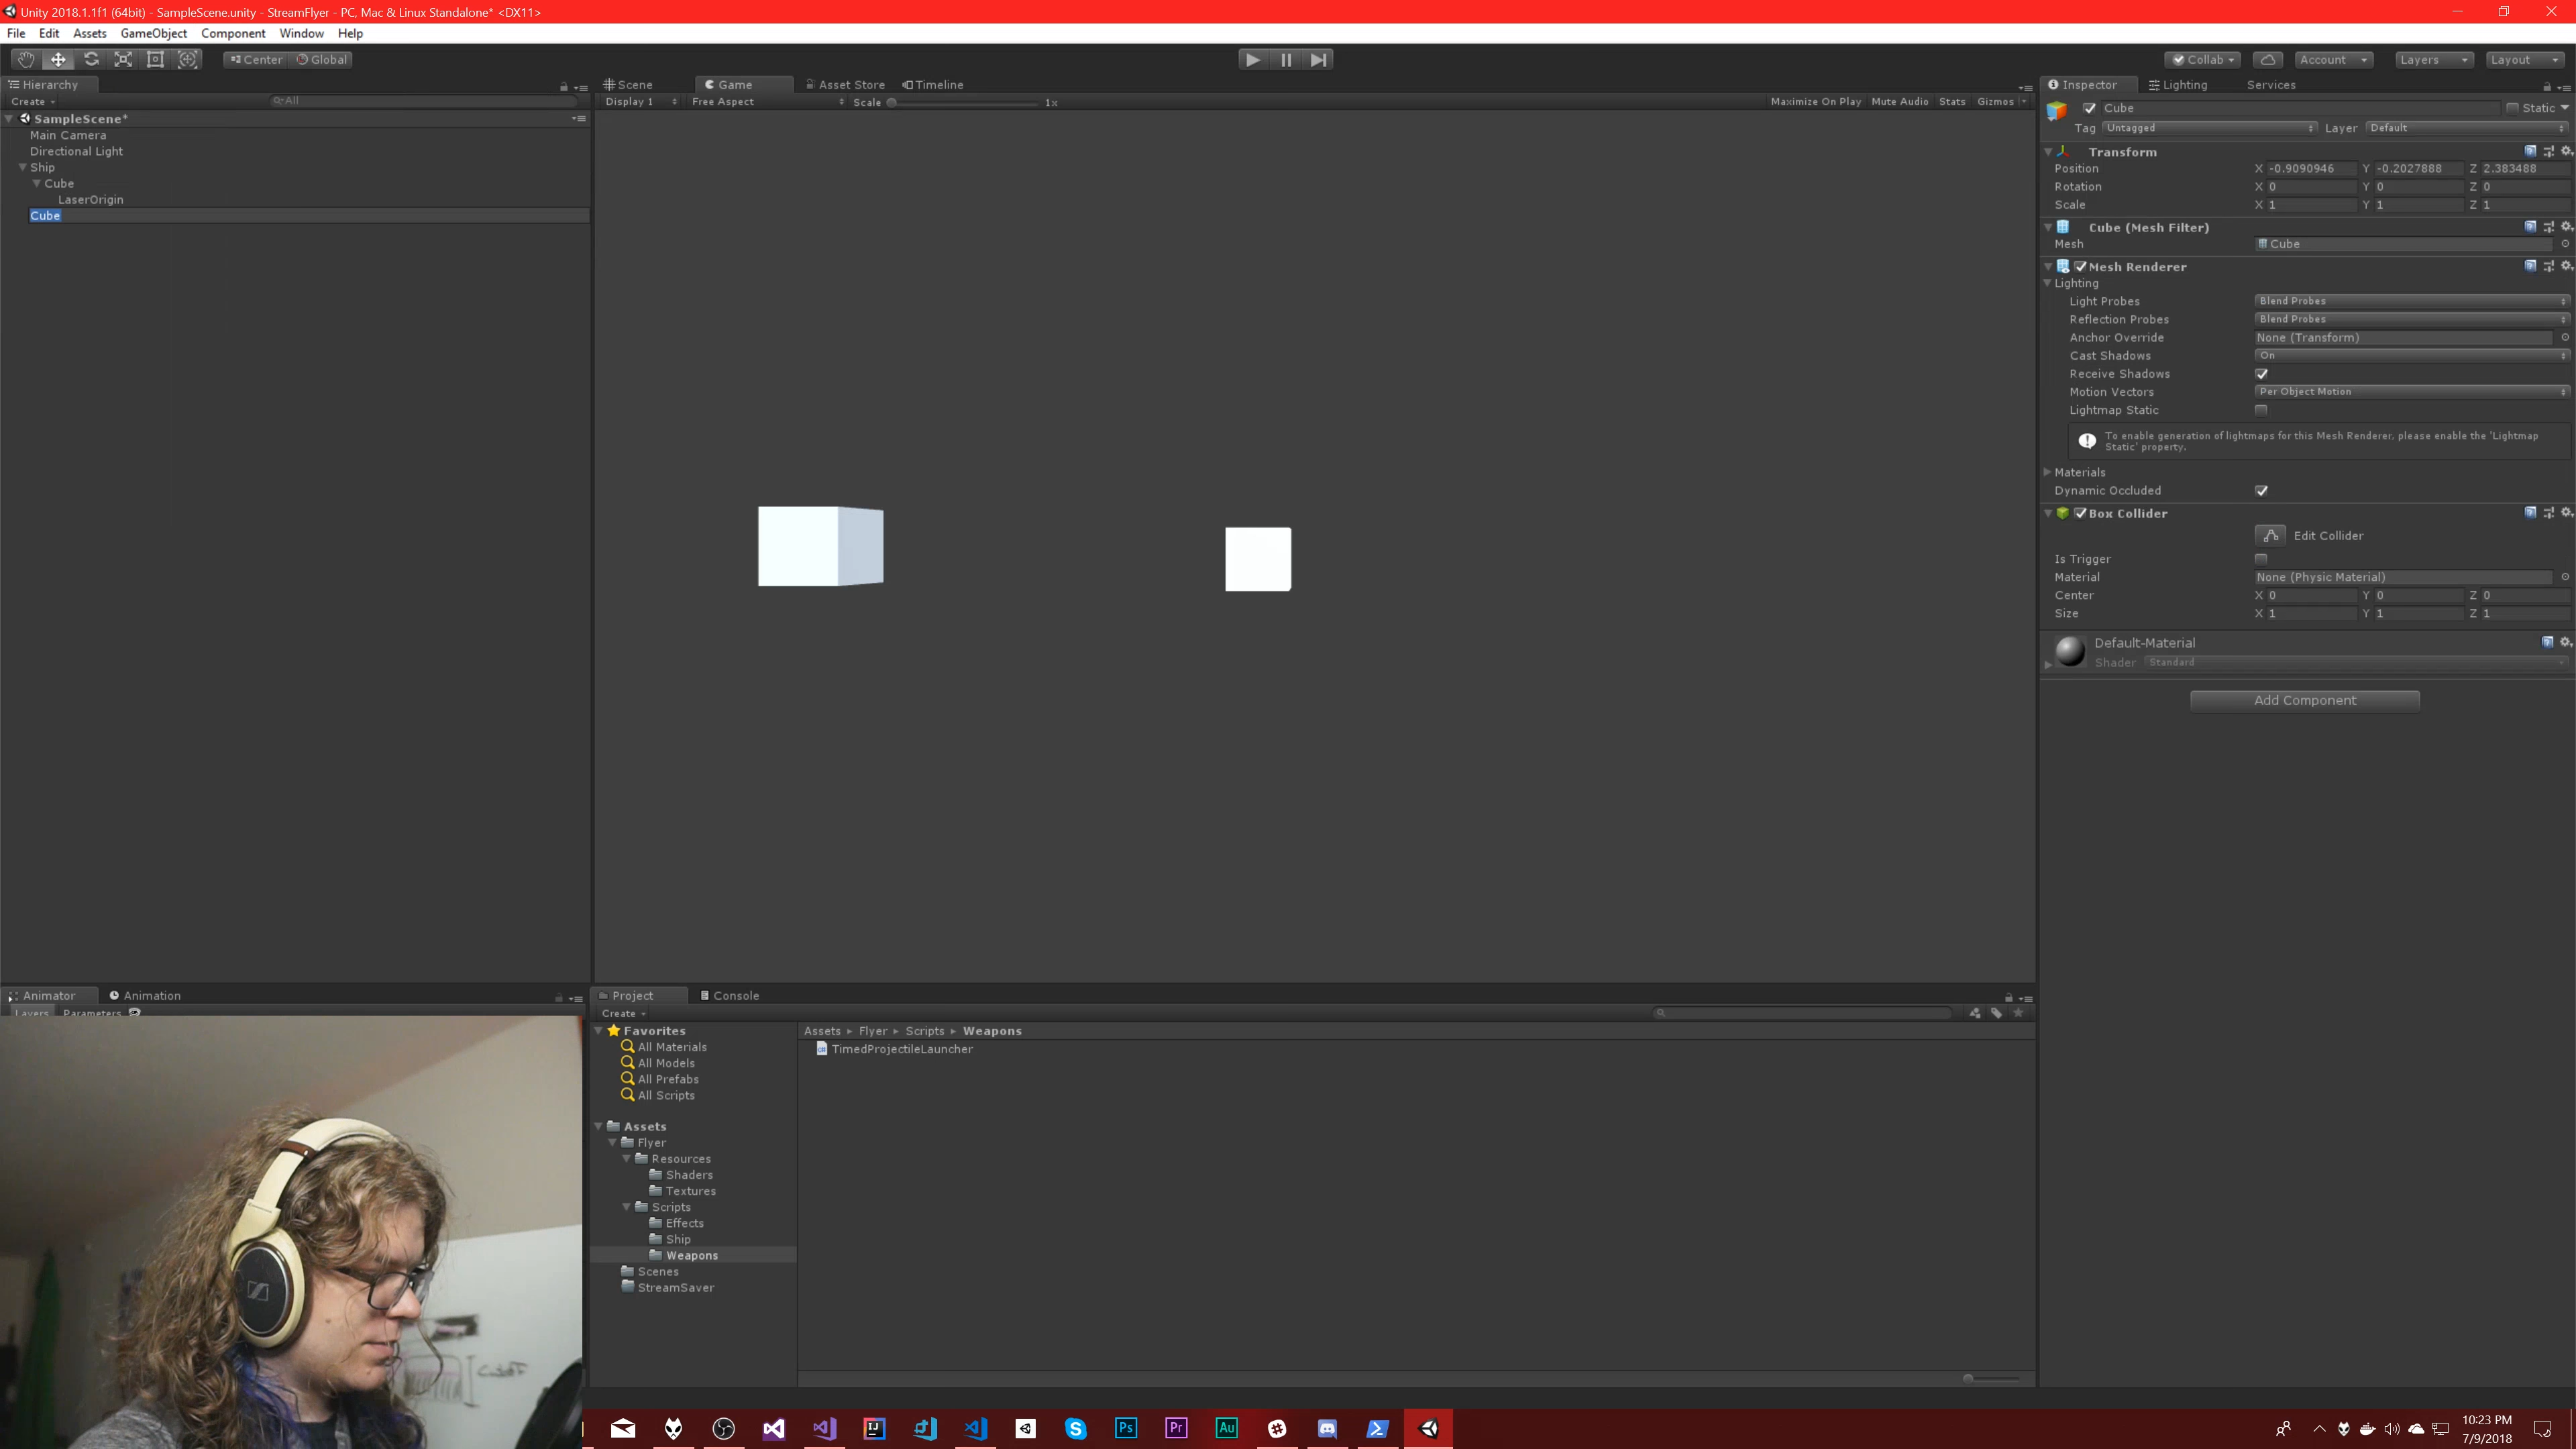 Unity 2018.1.1f1 (64bit) - SampleScene.unity - StreamFlyer - PC, Mac & Linux Standalone* <DX11>
File Edit Assets GameObject Component Window Help
Center Global
Collab Account Layers Layout
Hierarchy
Create All
SampleScene*
Main Camera
Directional Light
Ship
Cube
LaserOrigin
Cube
Scene Game Asset Store Timeline
Display 1 Free Aspect Scale 1x Maximize On Play Mute Audio Stats Gizmos
Inspector Lighting Services
Cube Static
Tag Untagged Layer Default
Transform
Position X -0.9090946 Y -0.2027888 Z 2.383488
Rotation X 0 Y 0 Z 0
Scale X 1 Y 1 Z 1
Cube (Mesh Filter)
Mesh Cube
Mesh Renderer
Lighting
Light Probes Blend Probes
Reflection Probes Blend Probes
Anchor Override None (Transform)
Cast Shadows On
Receive Shadows
Motion Vectors Per Object Motion
Lightmap Static
To enable generation of lightmaps for this Mesh Renderer, please enable the 'Lightmap
Static' property.
Materials
Dynamic Occluded
Box Collider
Edit Collider
Is Trigger
Material None (Physic Material)
Center X 0 Y 0 Z 0
Size X 1 Y 1 Z 1
Default-Material
Shader Standard
Add Component
Animator Animation
Layers Parameters
Project Console
Create
Favorites
All Materials
All Models
All Prefabs
All Scripts
Assets
Flyer
Resources
Shaders
Textures
Scripts
Effects
Ship
Weapons
Scenes
StreamSaver
Assets Flyer Scripts Weapons
TimedProjectileLauncher
IJ Ps Pr Au
10:23 PM
7/9/2018